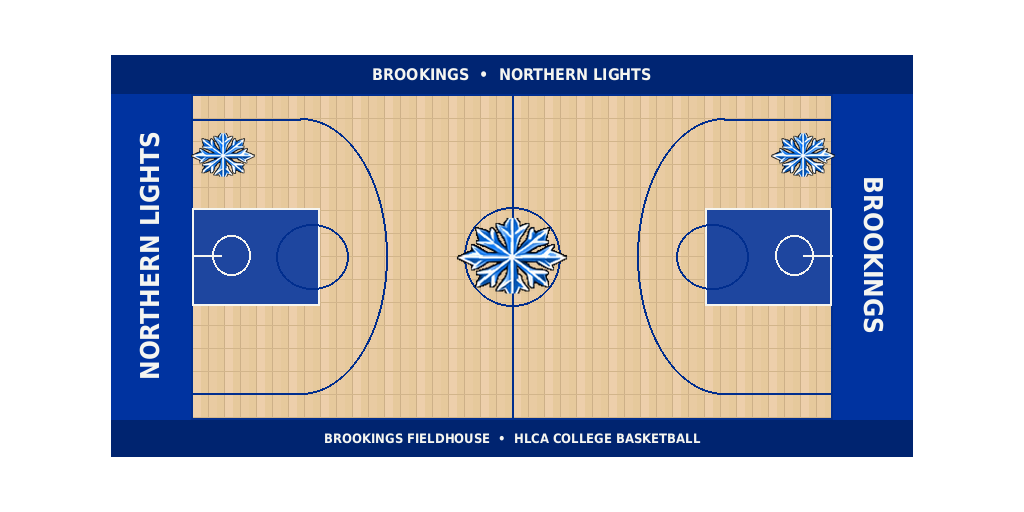 BROOKINGS • NORTHERN LIGHTS
NORTHERN LIGHTS
BROOKINGS
BROOKINGS FIELDHOUSE • HLCA COLLEGE BASKETBALL